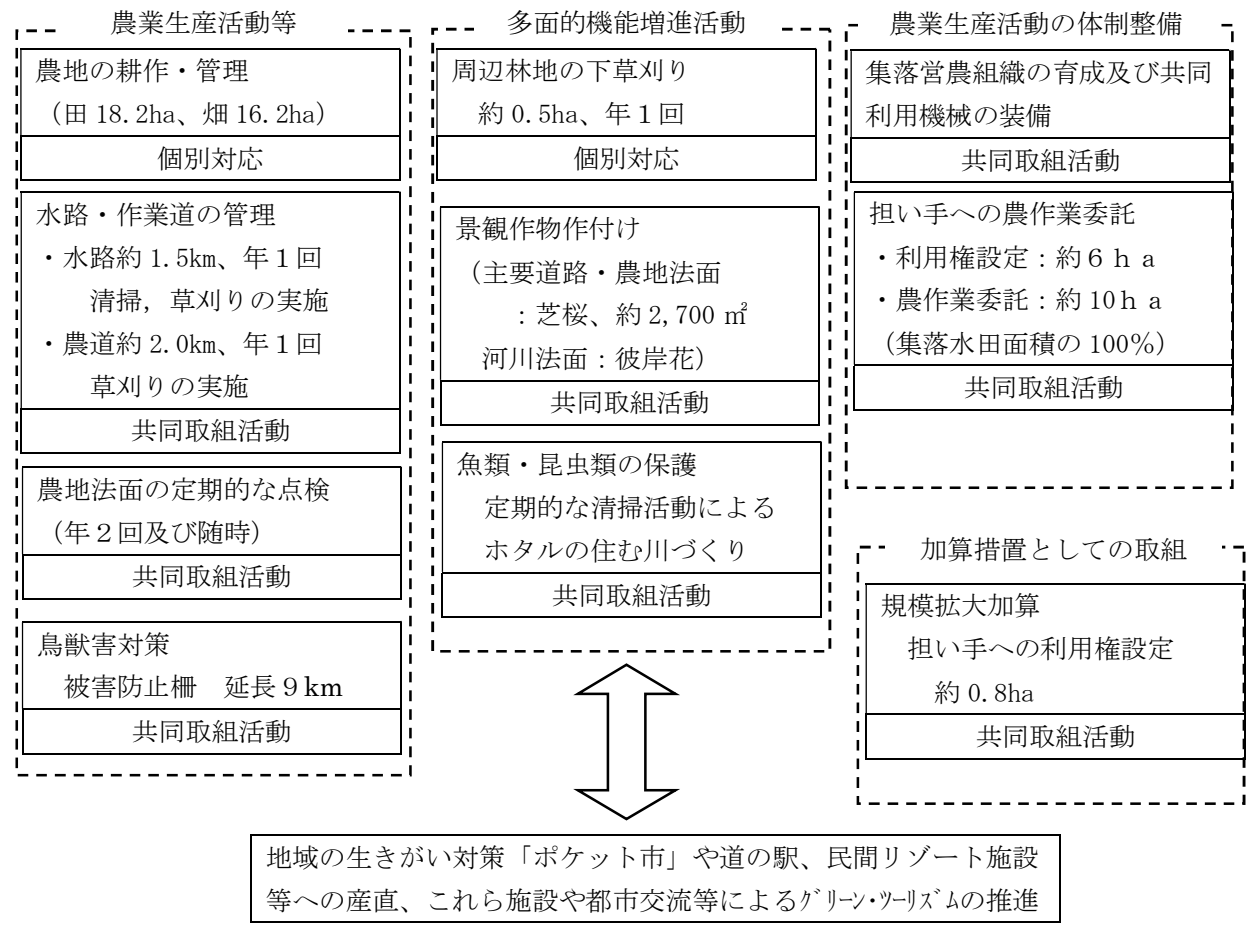 農業生産活動等
農地の耕作・管理
（田 18.2ha、畑 16.2ha）
個別対応
水路・作業道の管理
・水路約 1.5km、年１回
清掃，草刈りの実施
・農道約 2.0km、年１回
草刈りの実施
共同取組活動
農地法面の定期的な点検
（年２回及び随時）
共同取組活動
鳥獣害対策
被害防止柵　延長９km
共同取組活動
多面的機能増進活動
周辺林地の下草刈り
約 0.5ha、年１回
個別対応
景観作物作付け
（主要道路・農地法面
：芝桜、約 2,700 ㎡
河川法面：彼岸花）
共同取組活動
魚類・昆虫類の保護
定期的な清掃活動による
ホタルの住む川づくり
共同取組活動
農業生産活動の体制整備
集落営農組織の育成及び共同
利用機械の装備
共同取組活動
担い手への農作業委託
・利用権設定：約６ｈａ
・農作業委託：約 10ｈａ
（集落水田面積の 100％）
共同取組活動
加算措置としての取組
規模拡大加算
担い手への利用権設定
約 0.8ha
共同取組活動
地域の生きがい対策「ポケット市」や道の駅、民間リゾート施設
等への産直、これら施設や都市交流等によるｸﾞﾘｰﾝ･ﾂｰﾘｽﾞﾑの推進